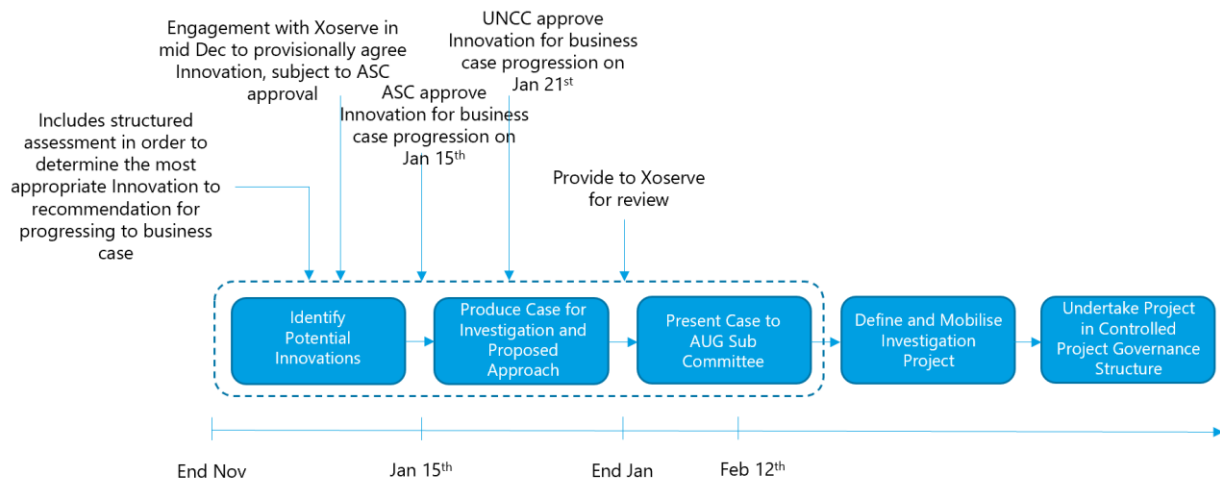 Engagement with Xoserve in
mid Dec to provisionally agree
Innovation, subject to ASC
approval
UNCC approve
Innovation for business
case progression on
Jan 21st
ASC approve
Innovation for business
case progression on
Jan 15th
Includes structured
assessment in order to
determine the most
appropriate Innovation to
recommendation for
progressing to business
case
Provide to Xoserve
for review
Identify
Potential
Innovations
Produce Case for
Investigation and
Proposed
Approach
Present Case to
AUG Sub
Committee
Define and Mobilise
Investigation
Project
Undertake Project
in Controlled
Project Governance
Structure
End Nov
Jan 15th
End Jan
Feb 12th